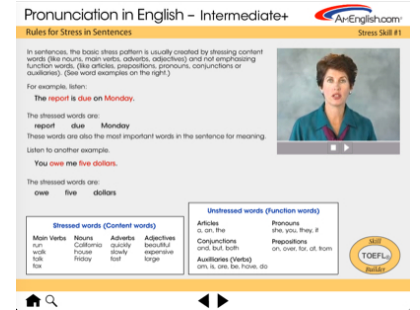 Pronunciation in English – Intermediate+
AmEnglish.com
Rules for Stress in Sentences
Stress Skill #1
In sentences, the basic stress pattern is usually created by stressing content
words (like nouns, main verbs, adverbs, adjectives) and not emphasizing
function words, (like articles, prepositions, pronouns, conjunctions or
auxiliaries). (See word examples on the right.)
For example, listen:
The report is due on Monday.
The stressed words are:
report due Monday
These words are also the most important words in the sentence for meaning.
Listen to another example.
You owe me five dollars.
The stressed words are:
owe five dollars
Stressed words (Content words)
Main Verbs Nouns Adverbs Adjectives
run California quickly beautiful
walk house slowly expensive
talk Friday fast large
fax
Unstressed words (Function words)
Articles Pronouns
a, an, the she, you, they, it
Conjunctions Prepositions
and, but, both on, over, for, at, from
Auxiliaries (Verbs)
am, is, are, be, have, do
Skill
TOEFL
Builder